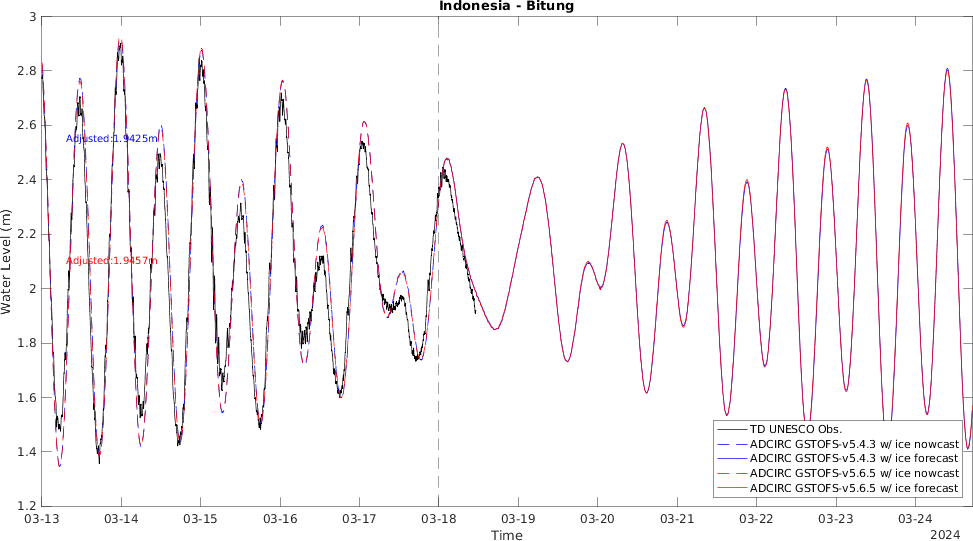 Indonesia - Bitung
3
2.8
2.6
2.4
2.2
2
1.8
1.6
1.4
1.2
Water Level (m)
Adjusted:1.9425m
Adjusted:1.9457m
TD UNESCO Obs.
ADCIRC GSTOFS-v5.4.3 w/ ice nowcast
ADCIRC GSTOFS-v5.4.3 w/ ice forecast
ADCIRC GSTOFS-v5.6.5 w/ ice nowcast
ADCIRC GSTOFS-v5.6.5 w/ ice forecast
03-13 03-14 03-15 03-16 03-17 03-18 03-19 03-20 03-21 03-22 03-23 03-24
Time
2024